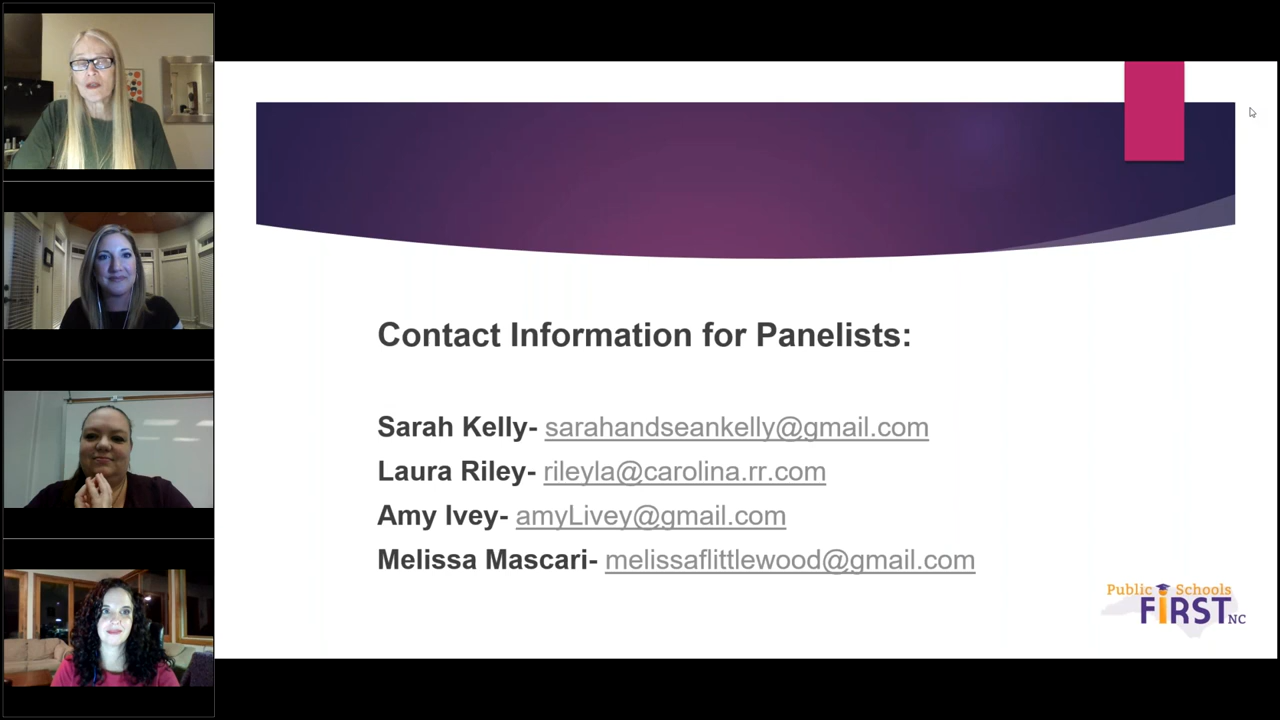 Contact Information for Panelists:
Sarah Kelly- sarahandseankelly@gmail.com
Laura Riley- rileyla@carolina.rr.com
Amy Ivey- amyLivey@gmail.com
Melissa Mascari- melissaflittlewood@gmail.com
Public Schools
FiRST NC